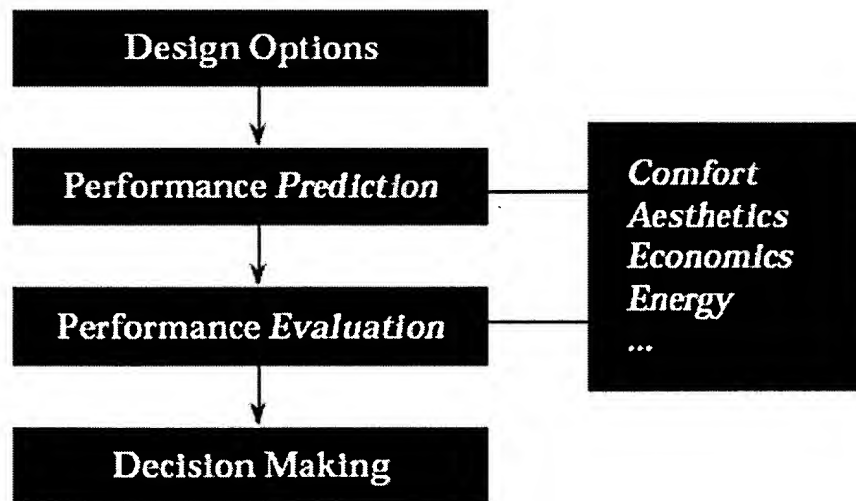 Design Options
Performance Prediction
Performance Evaluation
Decision Making
Comfort
Aesthetics
Economics
Energy
...